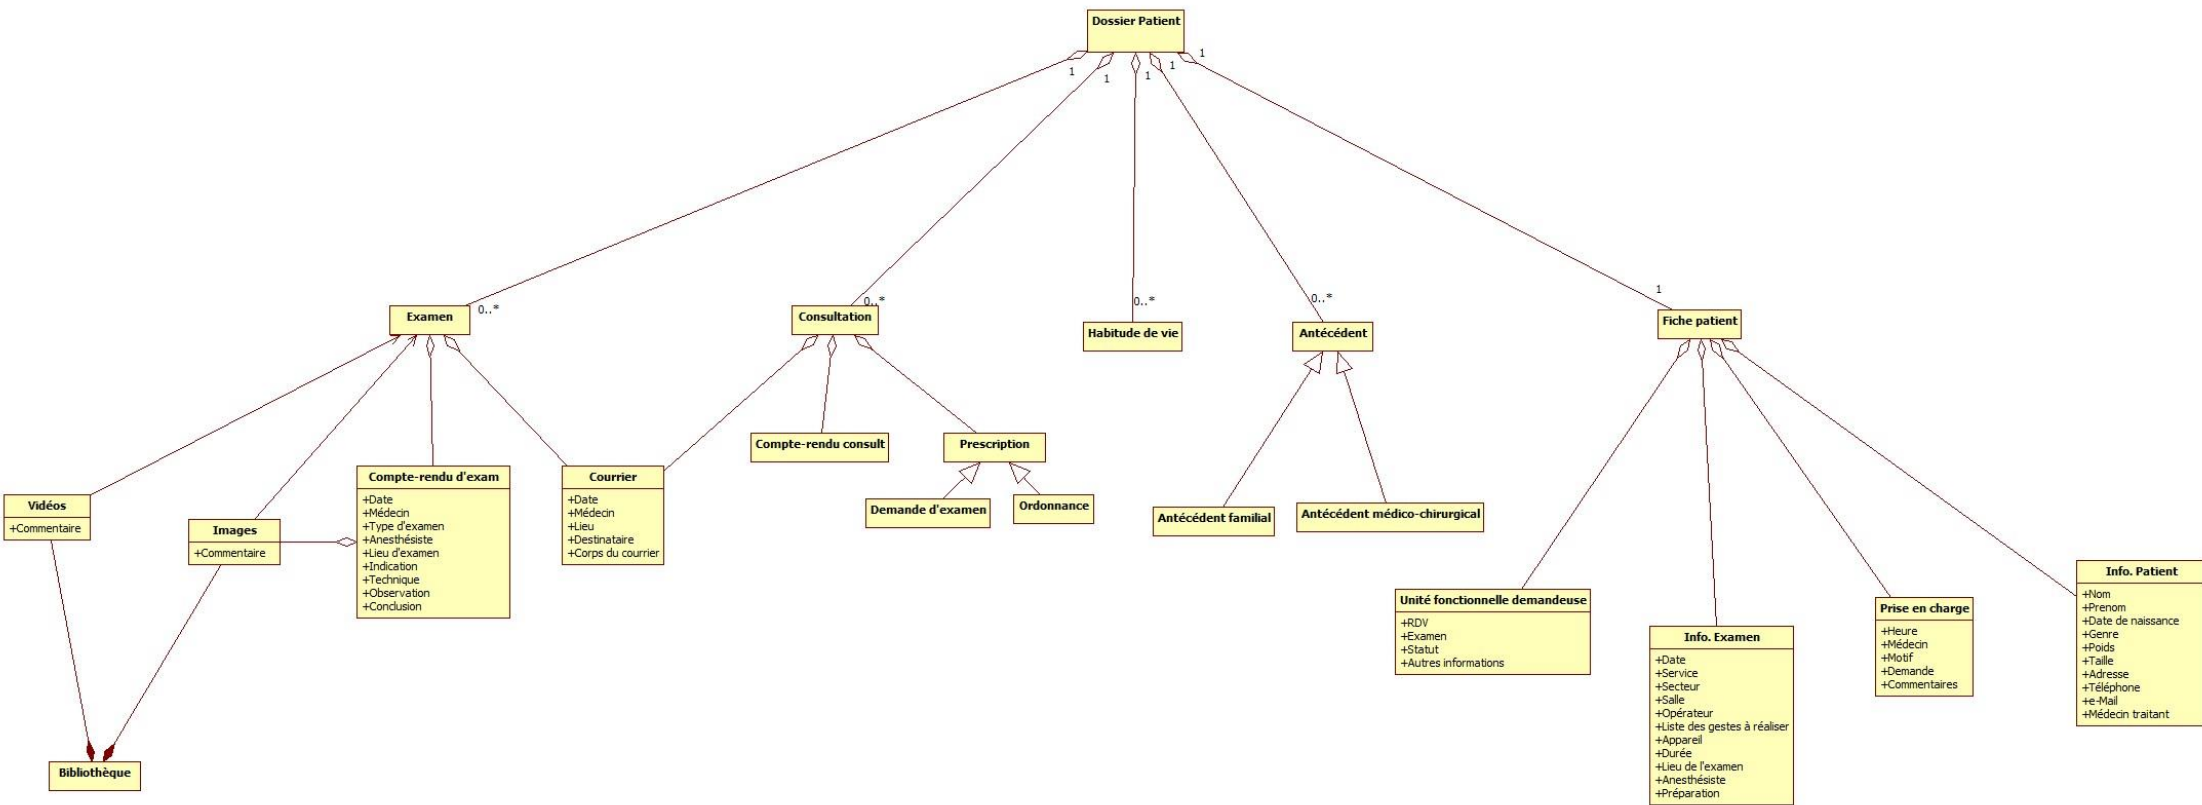 Dossier Patient
1
1
1
1
1
0..*
0..*
0..*
0..*
1
Examen
Consultation
Habitude de vie
Antécédent
Fiche patient
Compte-rendu consult
Prescription
Demande d'examen
Ordonnance
Antécédent familial
Antécédent médico-chirurgical
Vidéos
+Commentaire
Images
+Commentaire
Compte-rendu d'exam
+Date
+Médecin
+Type d'examen
+Anesthésiste
+Lieu d'examen
+Indication
+Technique
+Observation
+Conclusion
Courrier
+Date
+Médecin
+Lieu
+Destinataire
+Corps du courrier
Unité fonctionnelle demandeuse
+RDV
+Examen
+Statut
+Autres informations
Info. Examen
+Date
+Service
+Secteur
+Salle
+Opérateur
+Liste des gestes à réaliser
+Appareil
+Durée
+Lieu de l'examen
+Anesthésiste
+Préparation
Prise en charge
+Heure
+Médecin
+Motif
+Demande
+Commentaires
Info. Patient
+Nom
+Prenom
+Date de naissance
+Genre
+Poids
+Taille
+Adresse
+Téléphone
+e-Mail
+Médecin traitant
Bibliothèque